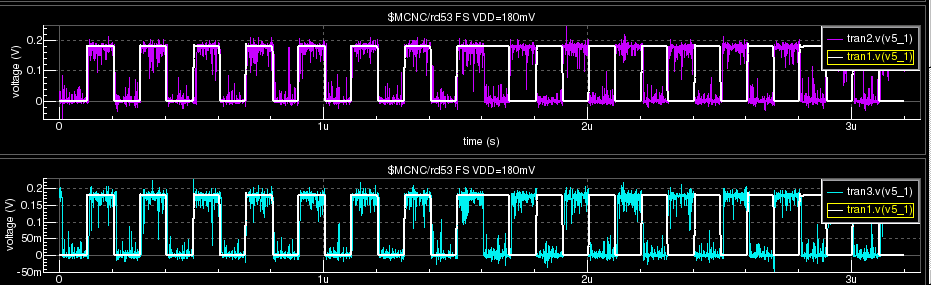 $MCNC/rd53 FS VDD=180mV
0.2
0.1
0
voltage (V)
tran2.v(v5_1)
tran1.v(v5_1)
0 1u 2u 3u
time (s)
$MCNC/rd53 FS VDD=180mV
0.2
0.15
0.1
50m
0
-50m
voltage (V)
tran3.v(v5_1)
tran1.v(v5_1)
0 1u 2u 3u